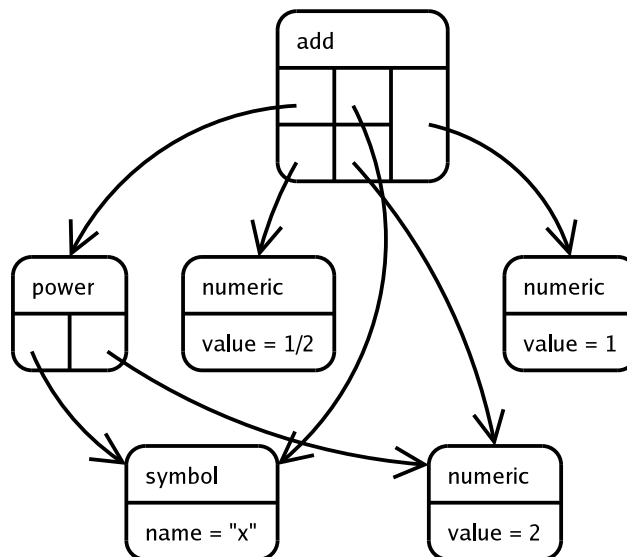 add
power
numeric
value = 1/2
numeric
value = 1
symbol
name = "x"
numeric
value = 2